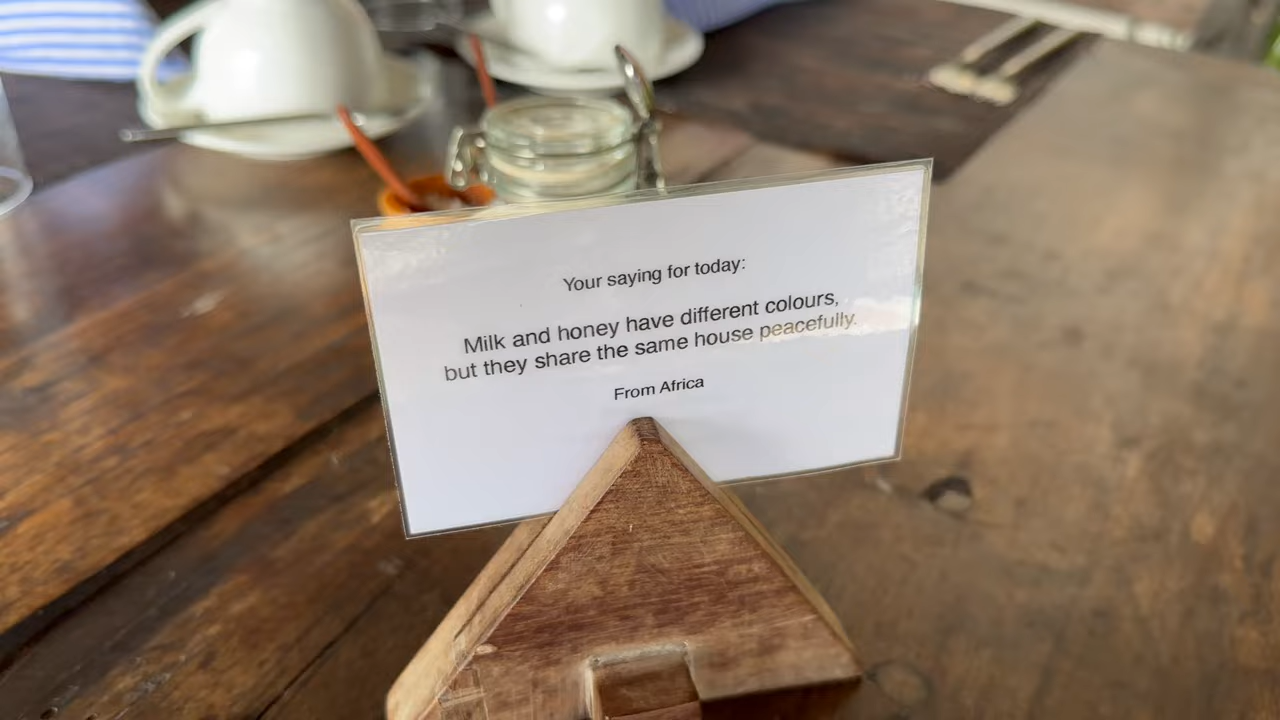 Your saying for today:
Milk and honey have different colours,
but they share the same house peacefully.
From Africa